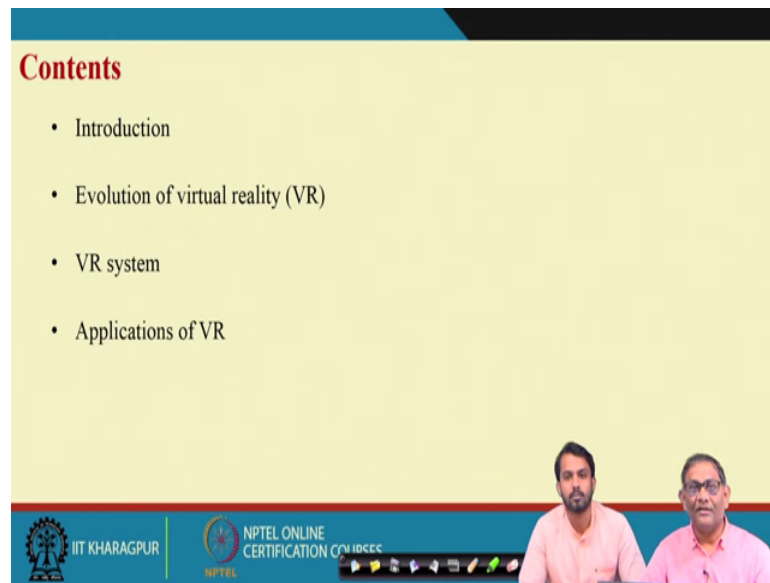 Contents
• Introduction
• Evolution of virtual reality (VR)
• VR system
• Applications of VR
IIT KHARAGPUR
NPTEL
NPTEL ONLINE
CERTIFICATION COURSES